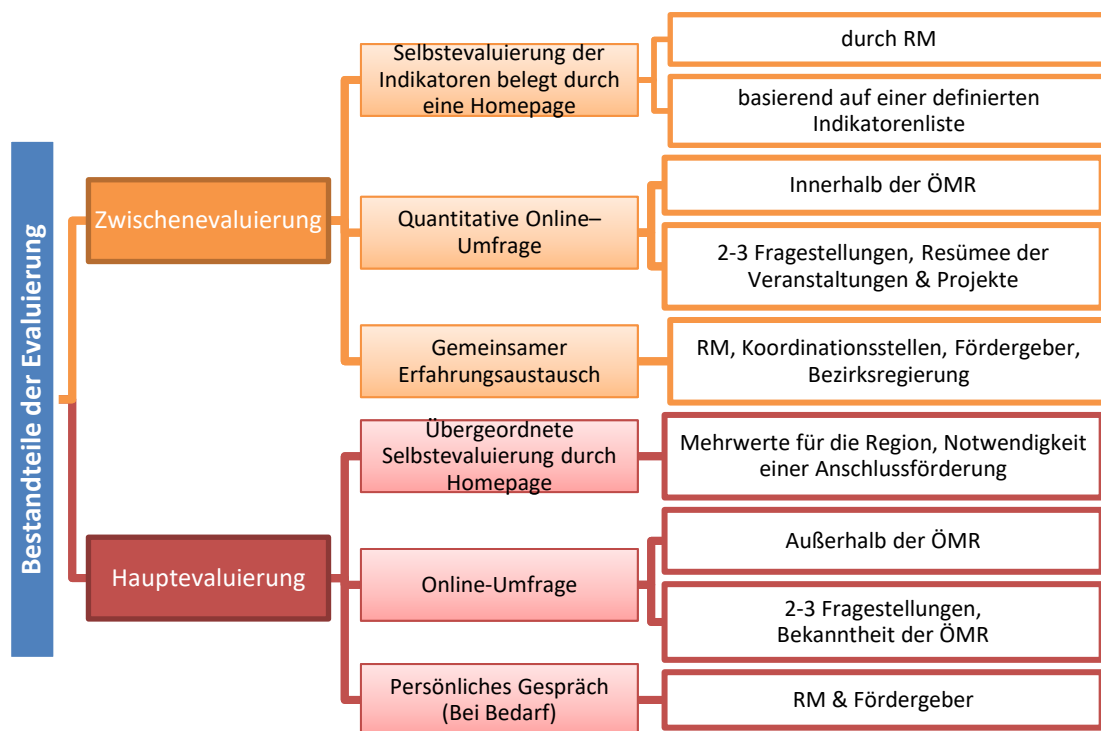 Bestandteile der Evaluierung
Zwischenevaluierung
Selbstevaluierung der
Indikatoren belegt durch
eine Homepage
durch RM
basierend auf einer definierten
Indikatorenliste
Quantitative Online–
Umfrage
Innerhalb der ÖMR
2-3 Fragestellungen, Resümee der
Veranstaltungen & Projekte
Gemeinsamer
Erfahrungsaustausch
RM, Koordinationsstellen, Fördergeber,
Bezirksregierung
Hauptevaluierung
Übergeordnete
Selbstevaluierung durch
Homepage
Mehrwerte für die Region, Notwendigkeit
einer Anschlussförderung
Online-Umfrage
Außerhalb der ÖMR
2-3 Fragestellungen,
Bekanntheit der ÖMR
Persönliches Gespräch
(Bei Bedarf)
RM & Fördergeber